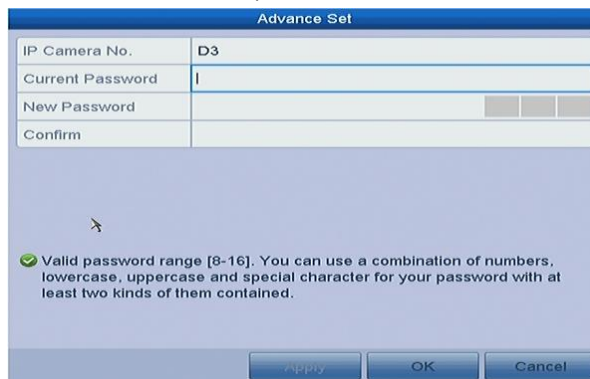 Advance Set
IP Camera No. D3
Current Password
New Password
Confirm
Valid password range [8-16]. You can use a combination of numbers,
lowercase, uppercase and special character for your password with at
least two kinds of them contained.
Apply OK Cancel